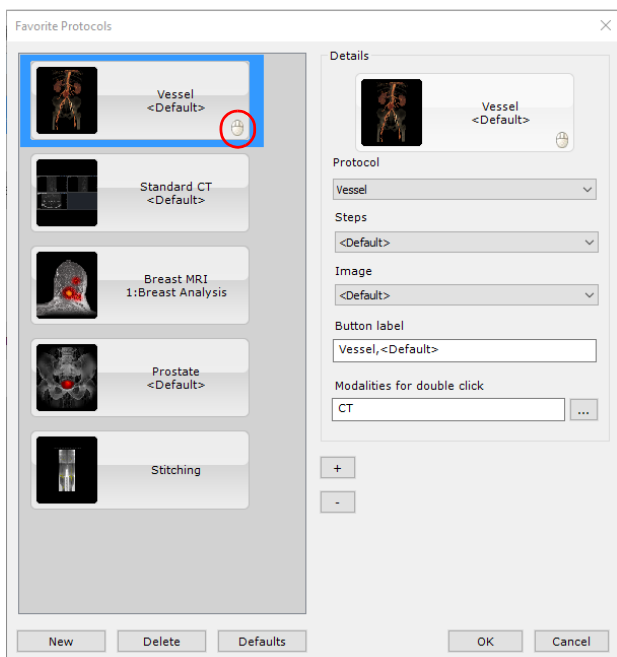 Favorite Protocols
Vessel
<Default>
Standard CT
<Default>
Breast MRI
1:Breast Analysis
Prostate
<Default>
Stitching
Details
Vessel
<Default>
Protocol
Vessel
Steps
<Default>
Image
<Default>
Button label
Vessel,<Default>
Modalities for double click
CT
...
+
-
New
Delete
Defaults
OK
Cancel